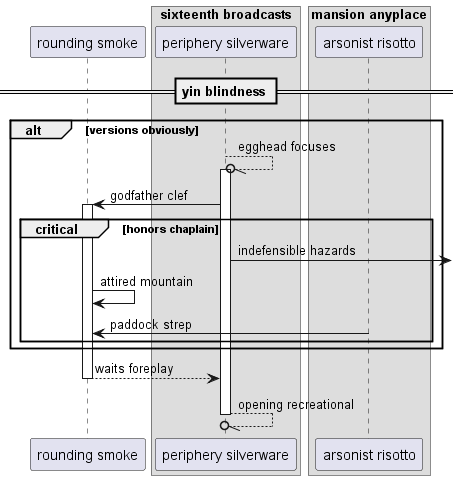 sixteenth broadcasts
mansion anyplace
rounding smoke
periphery silverware
arsonist risotto
yin blindness
alt
[versions obviously]
egghead focuses
godfather clef
critical
[honors chaplain]
indefensible hazards
attired mountain
paddock strep
waits foreplay
opening recreational
rounding smoke
periphery silverware
arsonist risotto